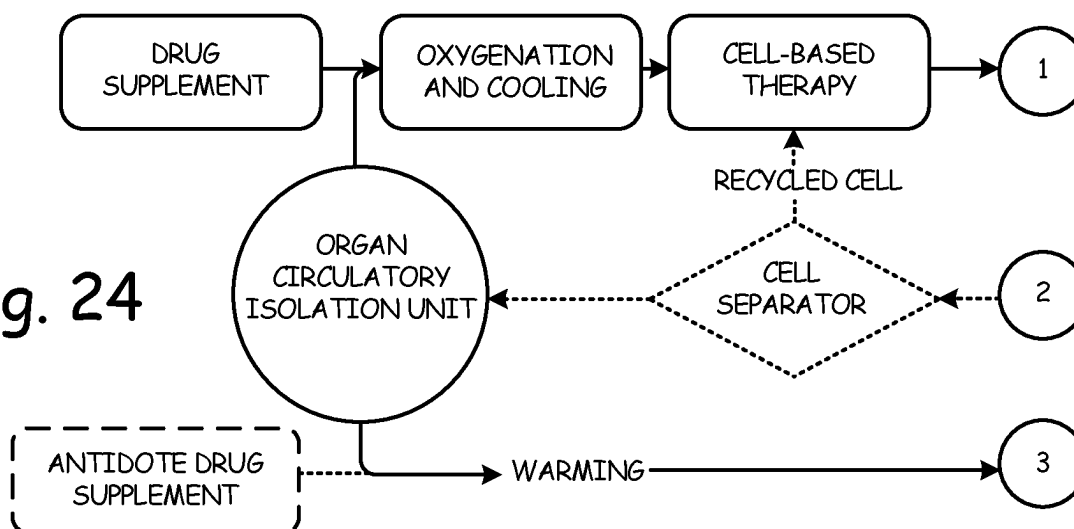 DRUG
SUPPLEMENT
OXYGENATION
AND COOLING
CELL-BASED
THERAPY
1
RECYCLED CELL
ORGAN
CIRCULATORY
ISOLATION UNIT
CELL
SEPARATOR
2
g. 24
ANTIDOTE DRUG
SUPPLEMENT
WARMING
3